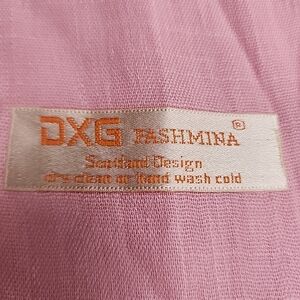 DXG PASHMINA ®
Scotland Design
dry clean or Hand wash cold